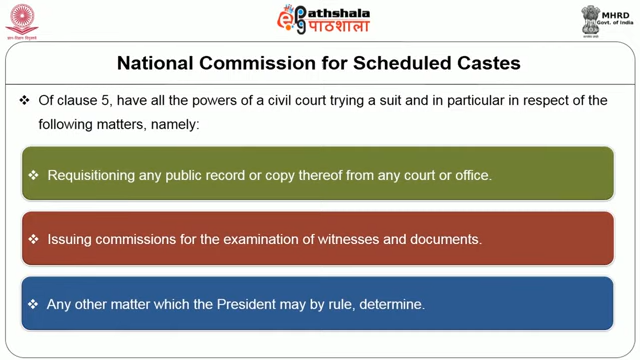 Pathshala
पाठशाला
MHRD
Govt. of India
National Commission for Scheduled Castes
Of clause 5, have all the powers of a civil court trying a suit and in particular in respect of the
following matters, namely:
Requisitioning any public record or copy thereof from any court or office.
Issuing commissions for the examination of witnesses and documents.
Any other matter which the President may by rule, determine.